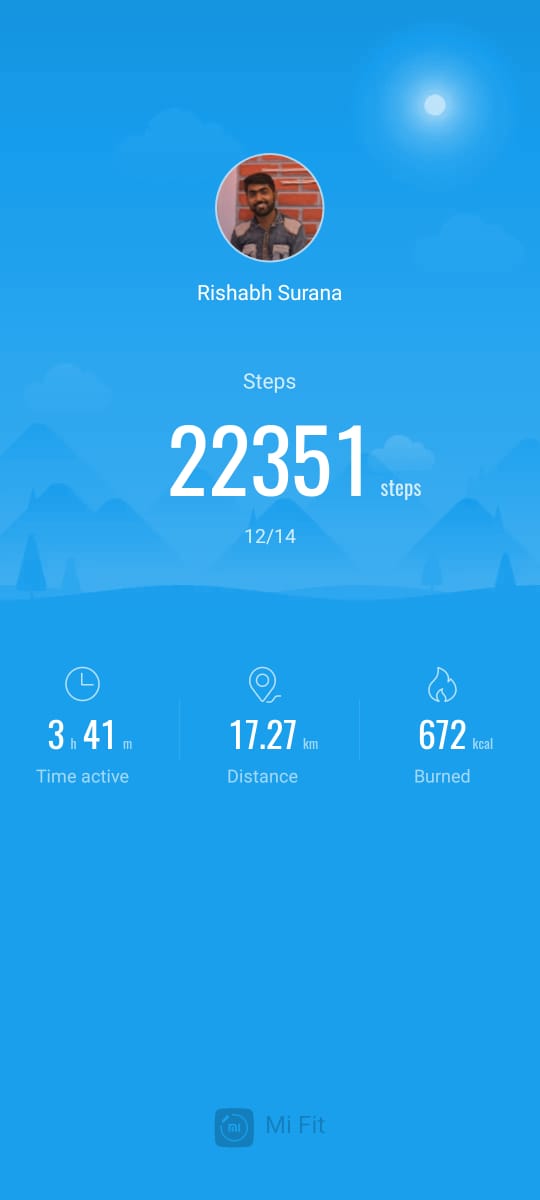 Rishabh Surana
Steps
22351 steps
12/14
3 h 41 m
17.27 km
672 kcal
Time active
Distance
Burned
mi Mi Fit